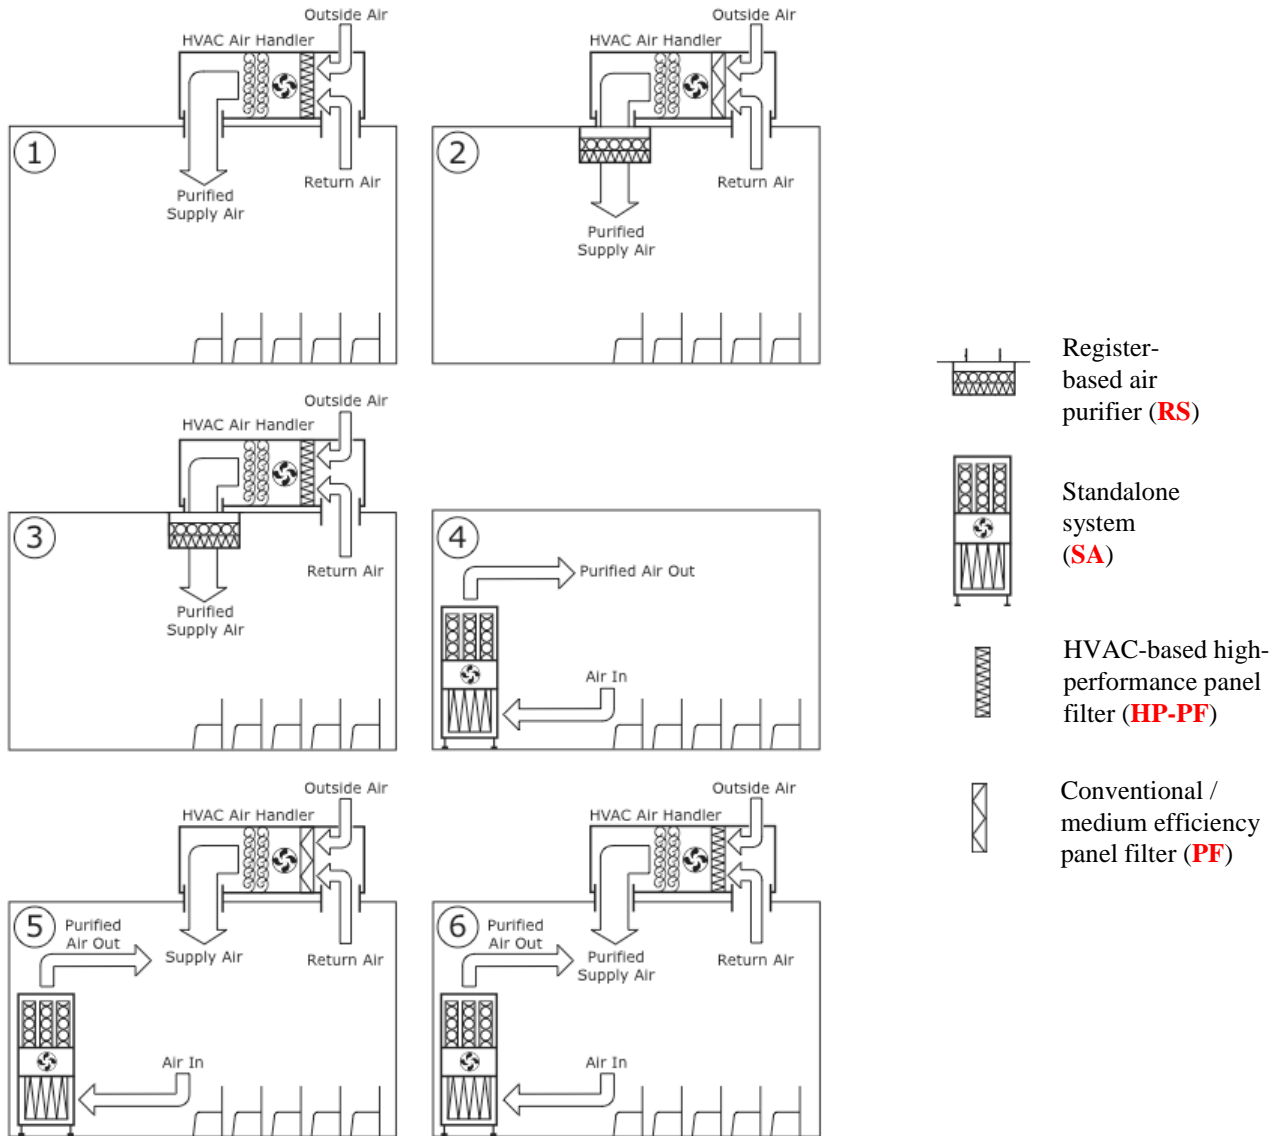 Outside Air
HVAC Air Handler
1
Purified
Supply Air
Return Air
Outside Air
HVAC Air Handler
2
Purified
Supply Air
Return Air
Outside Air
HVAC Air Handler
3
Purified
Supply Air
Return Air
4
Purified Air Out
Air In
Outside Air
HVAC Air Handler
5
Purified
Air Out
Supply Air
Return Air
Air In
Outside Air
HVAC Air Handler
6
Purified
Air Out
Purified
Supply Air
Return Air
Air In
Register-
based air
purifier (RS)
Standalone
system
(SA)
HVAC-based high-
performance panel
filter (HP-PF)
Conventional /
medium efficiency
panel filter (PF)